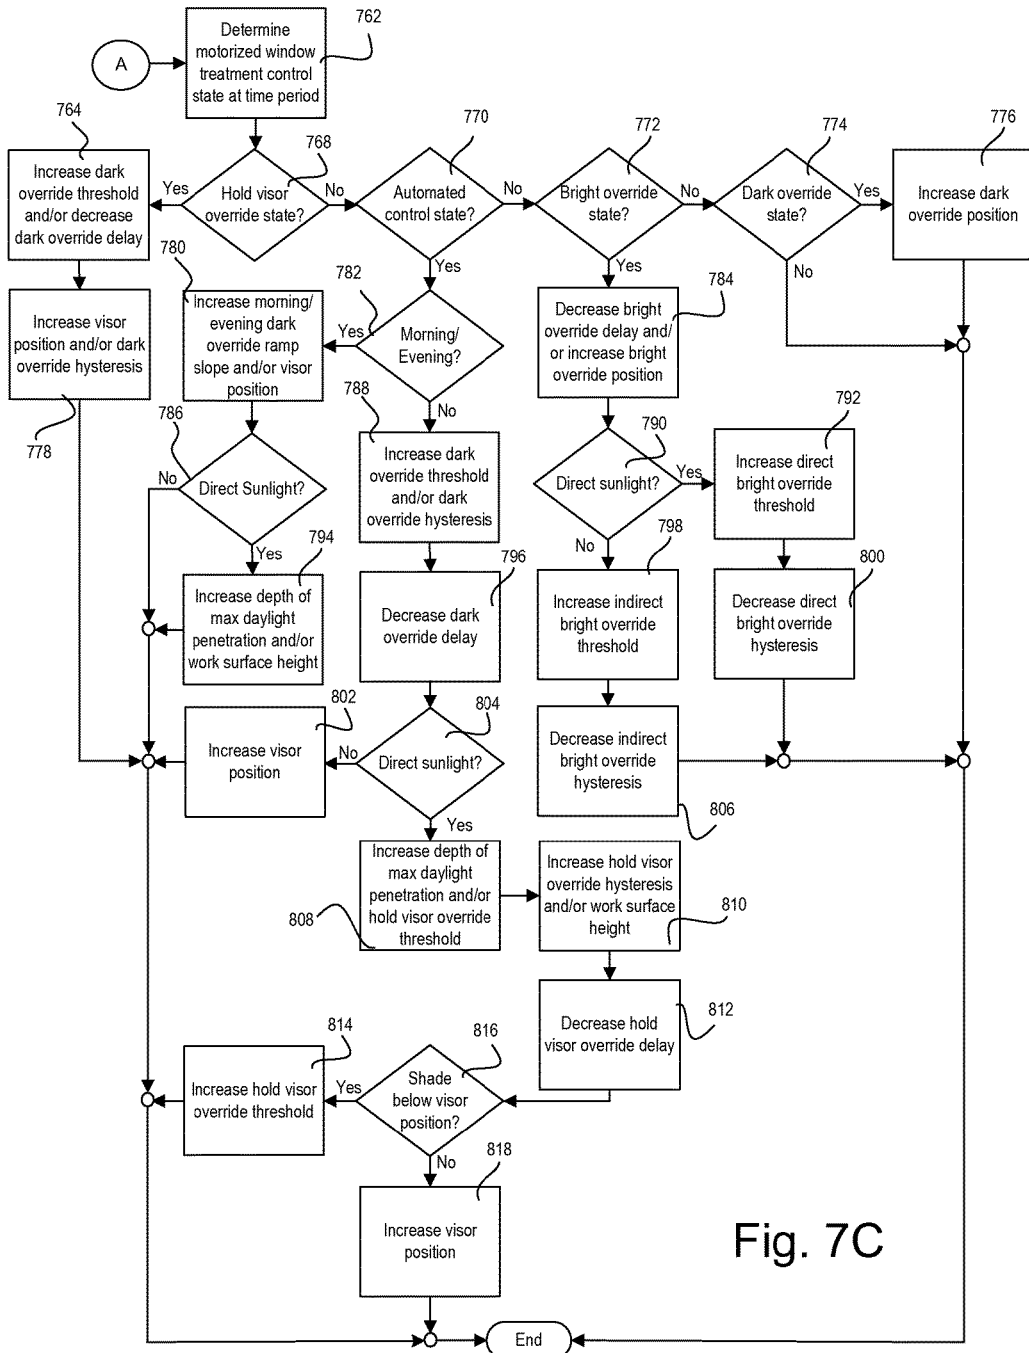 762
Determine
motorized window
treatment control
state at time period
A
764
768
770
772
774
776
Increase dark
override threshold
and/or decrease
dark override delay
Yes
Hold visor
override state?
No
Automated
control state?
No
Bright override
state?
No
Dark override
state?
Yes
Increase dark
override position
780
782
Yes
Yes
No
784
Increase visor
position and/or dark
override hysteresis
778
Increase morning/
evening dark
override ramp
slope and/or visor
position
Yes
Morning/
Evening?
Decrease bright
override delay and/
or increase bright
override position
786
788
No
790
792
No
Direct Sunlight?
Increase dark
override threshold
and/or dark
override hysteresis
Direct sunlight?
Yes
Increase direct
bright override
threshold
Yes
794
796
No
798
800
Increase depth of
max daylight
penetration and/or
work surface height
Decrease dark
override delay
Increase indirect
bright override
threshold
Decrease direct
bright override
hysteresis
802
804
Increase visor
position
No
Direct sunlight?
Decrease indirect
bright override
hysteresis
806
Yes
Increase depth of
max daylight
penetration and/or
hold visor override
threshold
808
Increase hold visor
override hysteresis
and/or work surface
height
810
812
Decrease hold
visor override delay
814
816
Increase hold visor
override threshold
Yes
Shade
below visor
position?
No
818
Increase visor
position
Fig. 7C
End